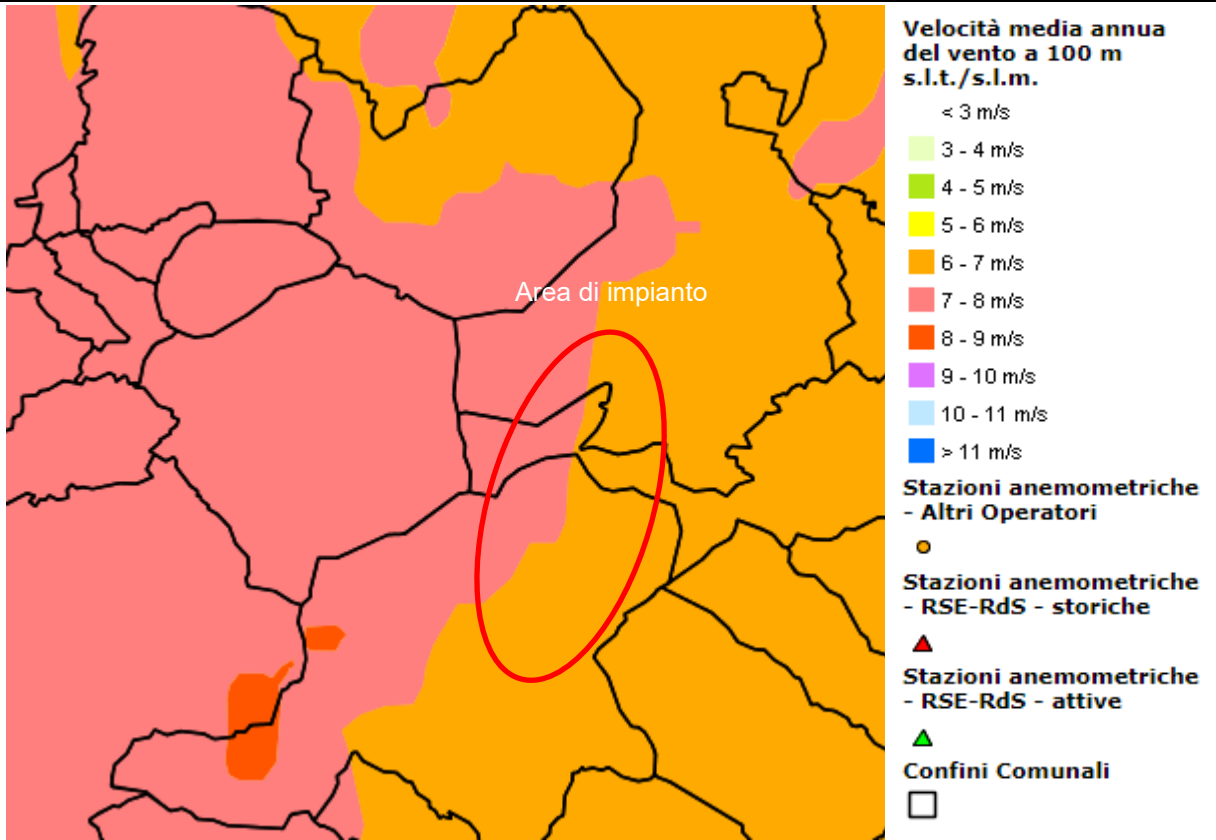 Area di impianto
Velocità media annua
del vento a 100 m
s.l.t./s.l.m.
< 3 m/s
3 - 4 m/s
4 - 5 m/s
5 - 6 m/s
6 - 7 m/s
7 - 8 m/s
8 - 9 m/s
9 - 10 m/s
10 - 11 m/s
> 11 m/s
Stazioni anemometriche
- Altri Operatori
Stazioni anemometriche
- RSE-RdS - storiche
Stazioni anemometriche
- RSE-RdS - attive
Confini Comunali